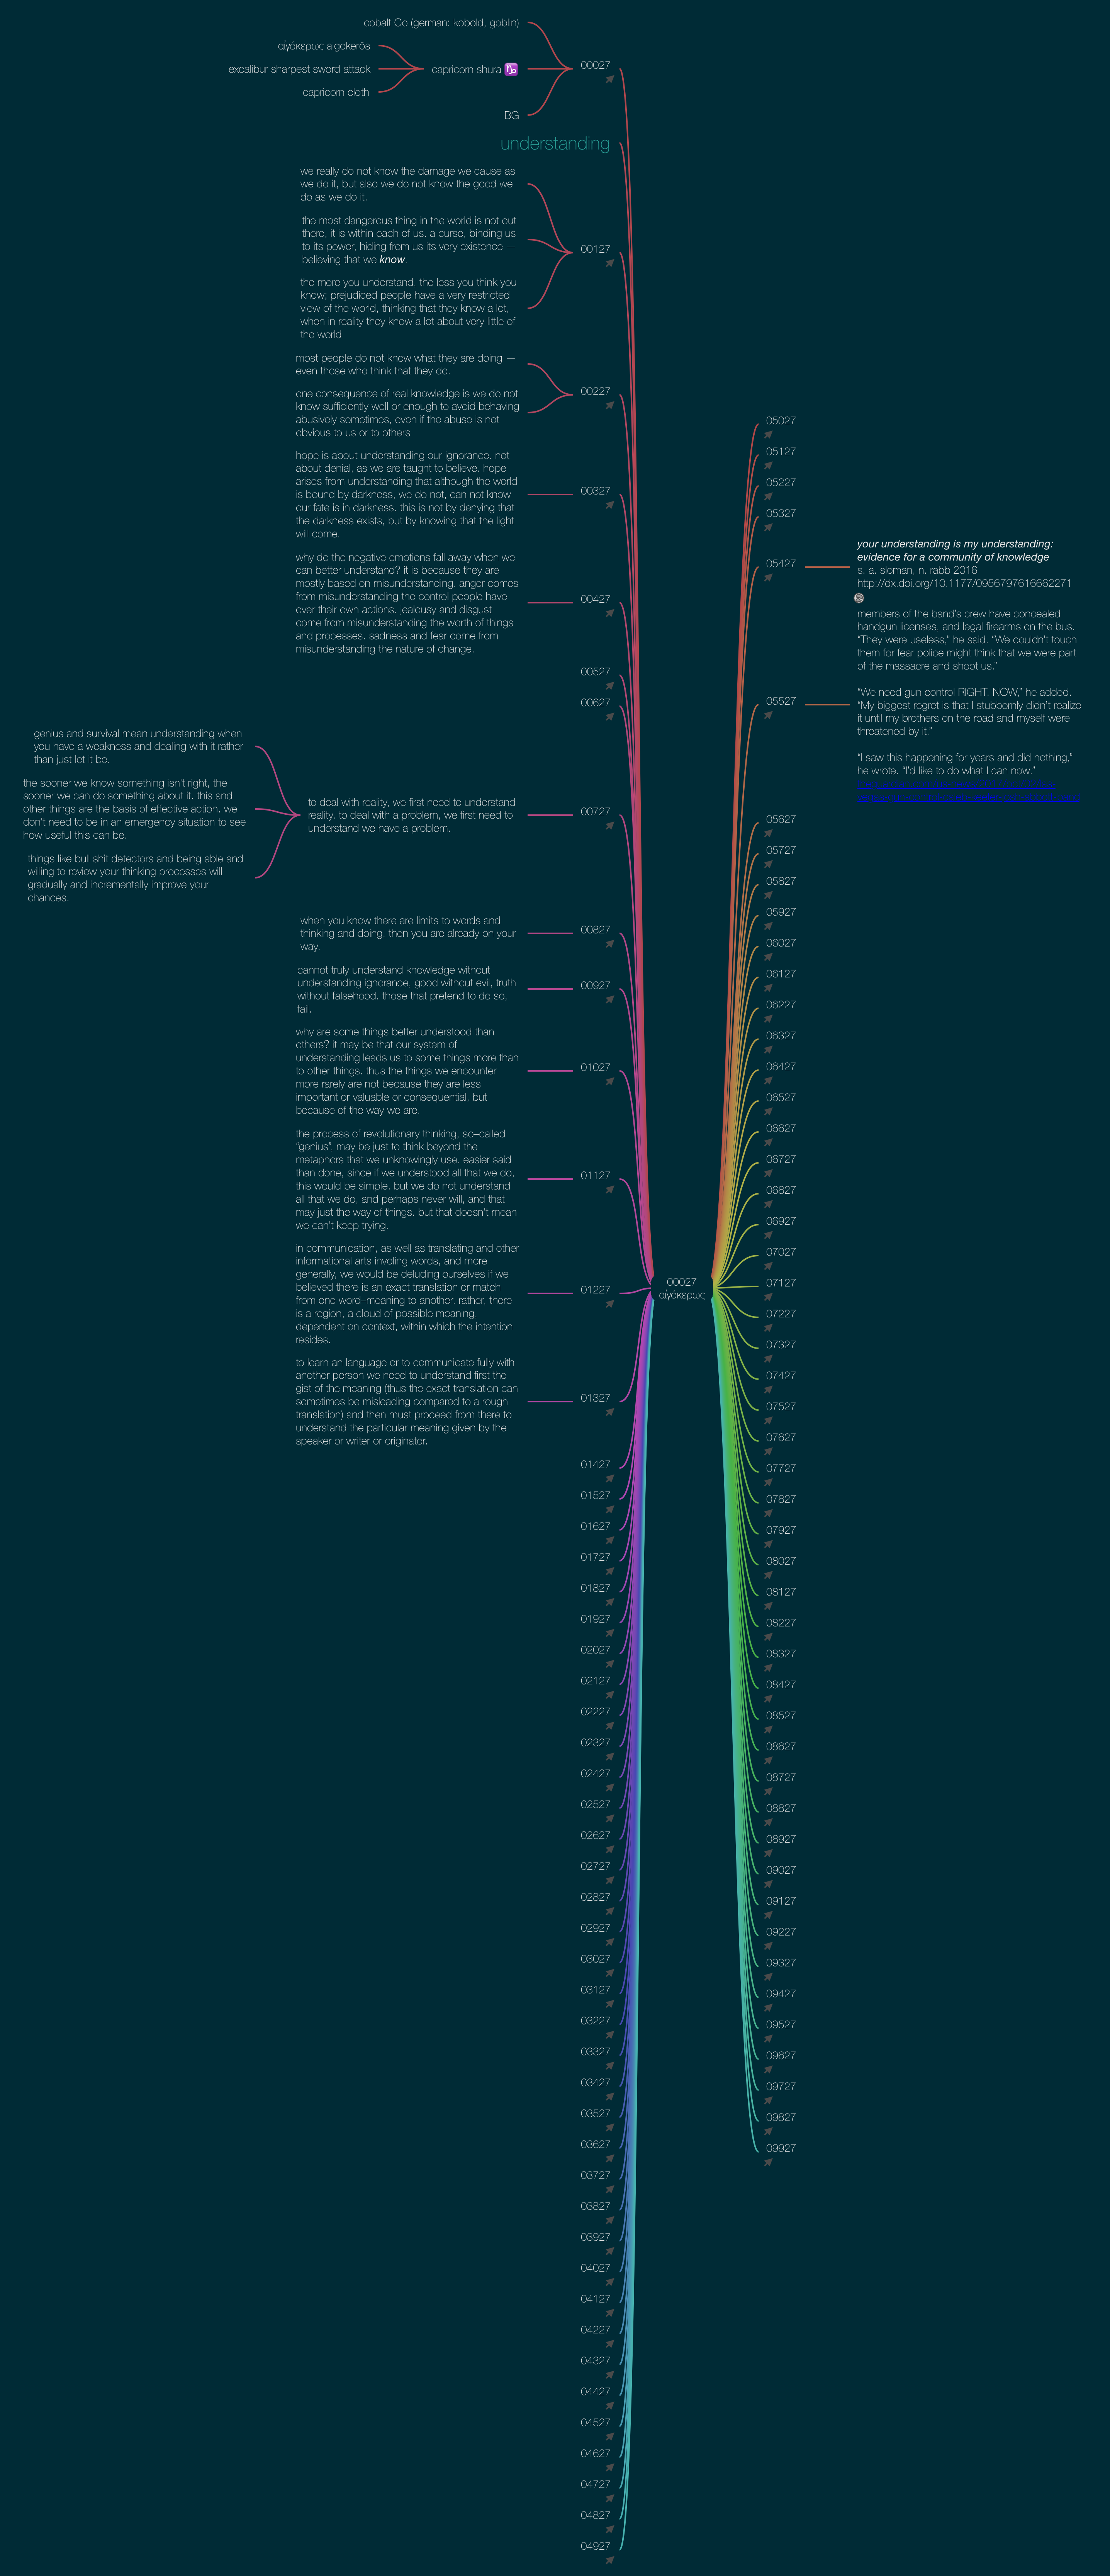 cobalt Co (german: kobold, goblin)
αἰγόκερως aigokerōs
excalibur sharpest sword attack
capricorn cloth
capricorn shura ♑
BG
00027
understanding
we really do not know the damage we cause as
we do it, but also we do not know the good we
do as we do it.
the most dangerous thing in the world is not out
there, it is within each of us. a curse, binding us
to its power, hiding from us its very existence —
believing that we know.
the more you understand, the less you think you
know; prejudiced people have a very restricted
view of the world, thinking that they know a lot,
when in reality they know a lot about very little of
the world
00127
most people do not know what they are doing —
even those who think that they do.
one consequence of real knowledge is we do not
know sufficiently well or enough to avoid behaving
abusively sometimes, even if the abuse is not
obvious to us or to others
00227
hope is about understanding our ignorance. not
about denial, as we are taught to believe. hope
arises from understanding that although the world
is bound by darkness, we do not, can not know
our fate is in darkness. this is not by denying that
the darkness exists, but by knowing that the light
will come.
00327
why do the negative emotions fall away when we
can better understand? it is because they are
mostly based on misunderstanding. anger comes
from misunderstanding the control people have
over their own actions. jealousy and disgust
come from misunderstanding the worth of things
and processes. sadness and fear come from
misunderstanding the nature of change.
00427
00527
00627
genius and survival mean understanding when
you have a weakness and dealing with it rather
than just let it be.
the sooner we know something isn't right, the
sooner we can do something about it. this and
other things are the basis of effective action. we
don't need to be in an emergency situation to see
how useful this can be.
things like bull shit detectors and being able and
willing to review your thinking processes will
gradually and incrementally improve your
chances.
to deal with reality, we first need to understand
reality. to deal with a problem, we first need to
understand we have a problem.
00727
when you know there are limits to words and
thinking and doing, then you are already on your
way.
00827
cannot truly understand knowledge without
understanding ignorance, good without evil, truth
without falsehood. those that pretend to do so,
fail.
00927
why are some things better understood than
others? it may be that our system of
understanding leads us to some things more than
to other things. thus the things we encounter
more rarely are not because they are less
important or valuable or consequential, but
because of the way we are.
01027
the process of revolutionary thinking, so–called
"genius", may be just to think beyond the
metaphors that we unknowingly use. easier said
than done, since if we understood all that we do,
this would be simple. but we do not understand
all that we do, and perhaps never will, and that
may just the way of things. but that doesn't mean
we can't keep trying.
01127
in communication, as well as translating and other
informational arts involing words, and more
generally, we would be deluding ourselves if we
believed there is an exact translation or match
from one word–meaning to another. rather, there
is a region, a cloud of possible meaning,
dependent on context, within which the intention
resides.
01227
to learn an language or to communicate fully with
another person we need to understand first the
gist of the meaning (thus the exact translation can
sometimes be misleading compared to a rough
translation) and then must proceed from there to
understand the particular meaning given by the
speaker or writer or originator.
01327
01427
01527
01627
01727
01827
01927
02027
02127
02227
02327
02427
02527
02627
02727
02827
02927
03027
03127
03227
03327
03427
03527
03627
03727
03827
03927
04027
04127
04227
04327
04427
04527
04627
04727
04827
04927
00027
αἰγόκερως
05027
05127
05227
05327
05427
your understanding is my understanding:
evidence for a community of knowledge
s. a. sloman, n. rabb 2016
http://dx.doi.org/10.1177/0956797616662271
05527
members of the band's crew have concealed
handgun licenses, and legal firearms on the bus.
"They were useless," he said. "We couldn't touch
them for fear police might think that we were part
of the massacre and shoot us."
"We need gun control RIGHT. NOW," he added.
"My biggest regret is that I stubbornly didn't realize
it until my brothers on the road and myself were
threatened by it."
"I saw this happening for years and did nothing,"
he wrote. "I'd like to do what I can now."
05627
05727
05827
05927
06027
06127
06227
06327
06427
06527
06627
06727
06827
06927
07027
07127
07227
07327
07427
07527
07627
07727
07827
07927
08027
08127
08227
08327
08427
08527
08627
08727
08827
08927
09027
09127
09227
09327
09427
09527
09627
09727
09827
09927